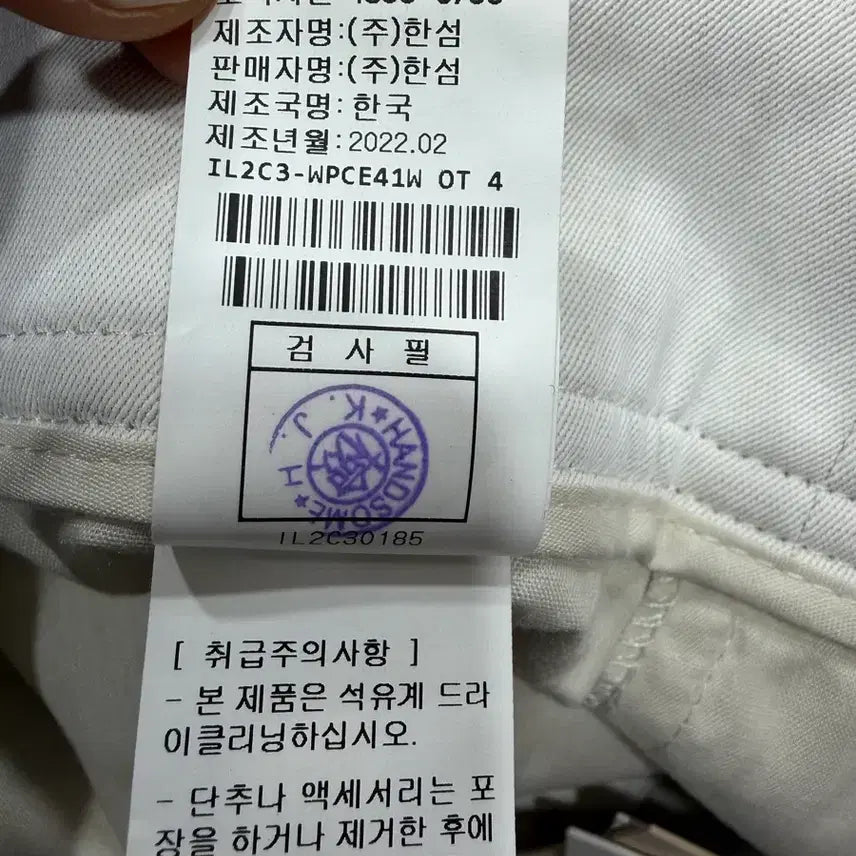 제조자명:(주)한섬
판매자명:(주)한섬
제조국명: 한국
제조년월: 2022.02
IL2C3-WPCE41W OT 4
검 사 필
HANDSOME★K.J.H★
IL2C30185
[ 취급주의사항 ]
- 본 제품은 석유계 드라
이클리닝하십시오.
- 단추나 액세서리는 포
장을 하거나 제거한 후에